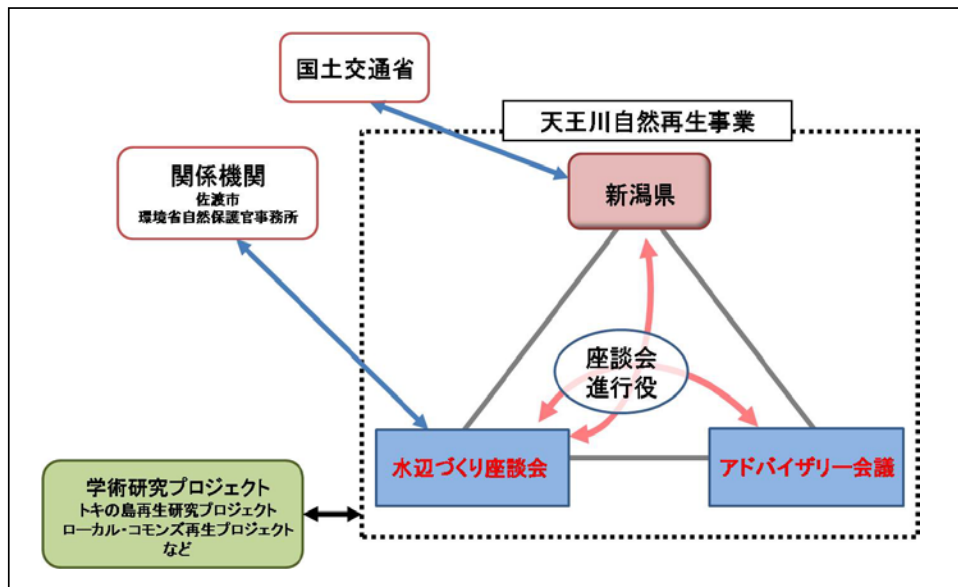 国土交通省
天王川自然再生事業
関係機関
佐渡市
環境省自然保護官事務所
新潟県
座談会
進行役
水辺づくり座談会
アドバイザリー会議
学術研究プロジェクト
トキの島再生研究プロジェクト
ローカル・コモンズ再生プロジェクト
など